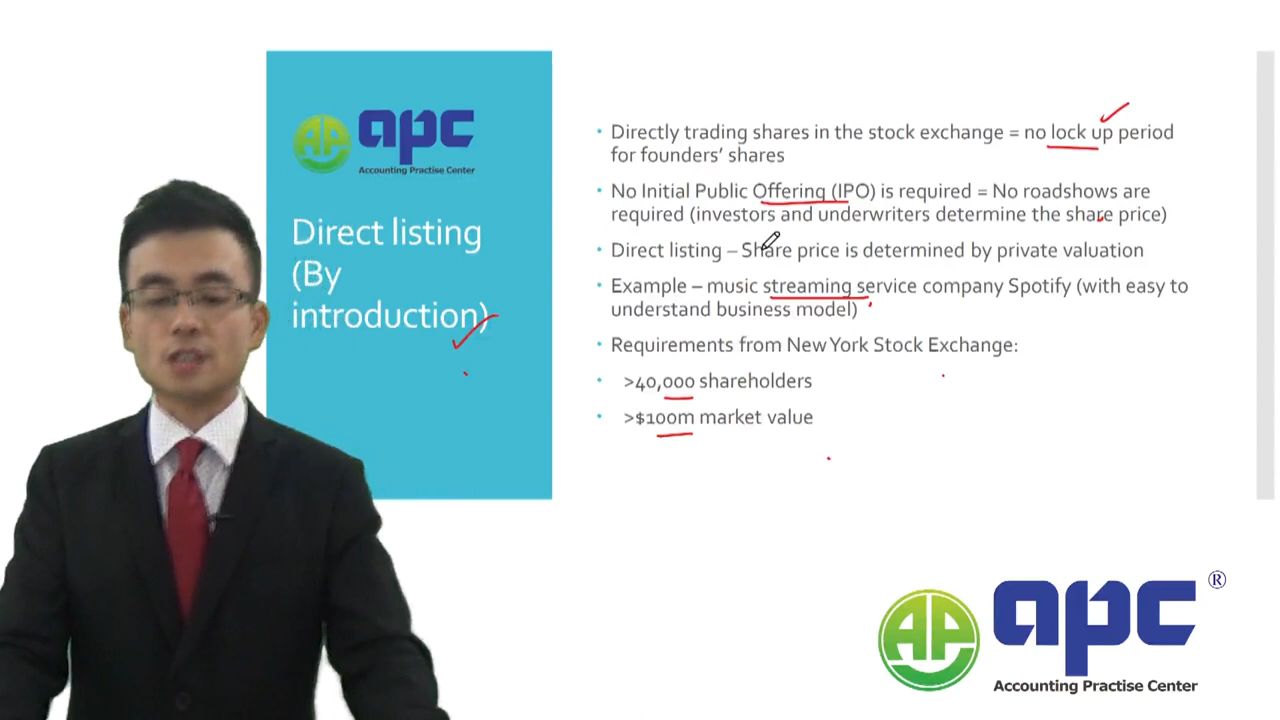 AP apc
Accounting Practise Center
Direct listing
(By
introduction)
• Directly trading shares in the stock exchange = no lock up period
for founders' shares
• No Initial Public Offering (IPO) is required = No roadshows are
required (investors and underwriters determine the share price)
• Direct listing – Share price is determined by private valuation
• Example – music streaming service company Spotify (with easy to
understand business model)
• Requirements from New York Stock Exchange:
• >40,000 shareholders
• >$100m market value
AP apc ®
Accounting Practise Center